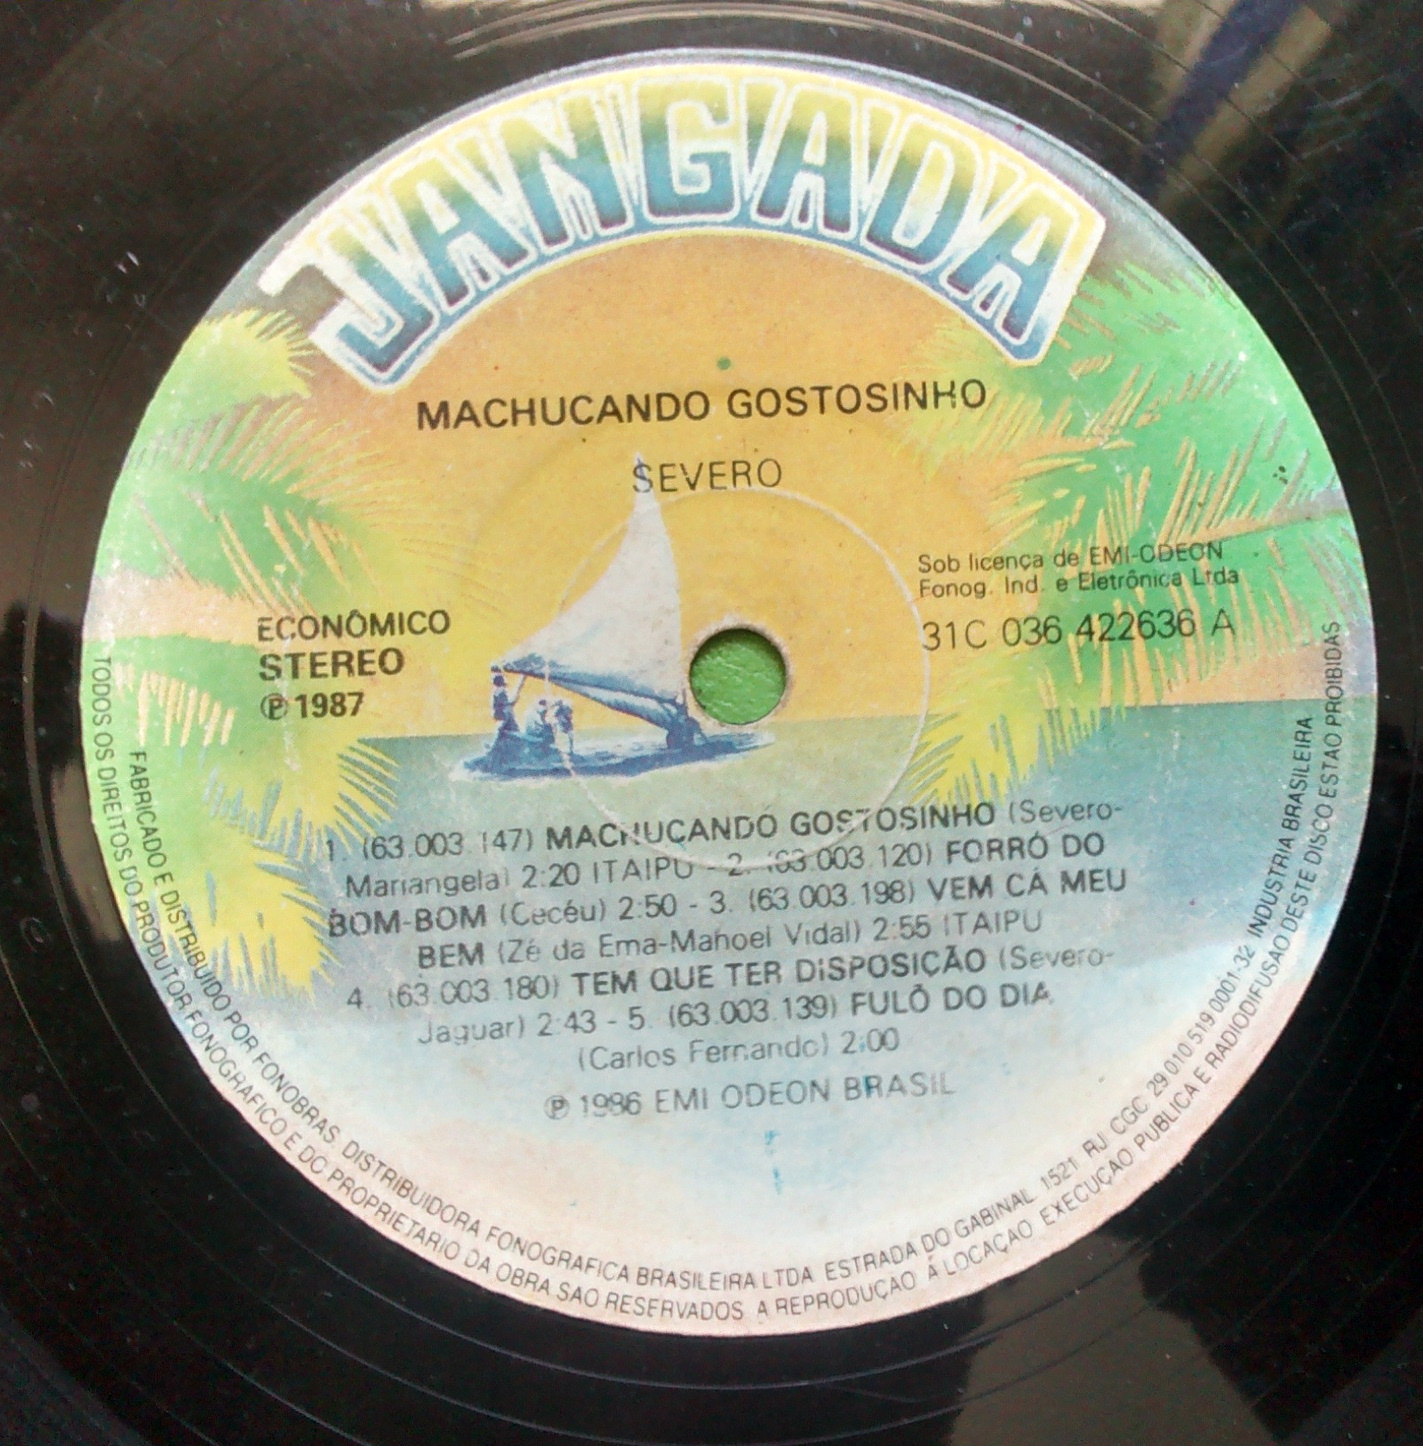 JANGADA
MACHUCANDO GOSTOSINHO
SEVERO
Sob licença de EMI-ODEON
Fonog. Ind. e Eletrônica Ltda
31C 036 422636 A
ECONÔMICO
STEREO
℗ 1987
1. (63.003.147) MACHUCANDO GOSTOSINHO (Severo-
Mariangela) 2:20 ITAIPU - 2. (63.003.120) FORRÓ DO
BOM-BOM (Cecéu) 2:50 - 3. (63.003.198) VEM CÁ MEU
BEM (Zé da Ema-Manoel Vidal) 2:55 ITAIPU
4. (63.003.180) TEM QUE TER DISPOSIÇÃO (Severo-
Jaguar) 2:43 - 5. (63.003.139) FULÔ DO DIA
(Carlos Fernando) 2:00
℗ 1986 EMI ODEON BRASIL
FABRICADO E DISTRIBUIDO POR FONOBRAS. DISTRIBUIDORA FONOGRAFICA BRASILEIRA LTDA ESTRADA DO GABINAL 1521 RJ CGC 29 010 519 0001-32 INDUSTRIA BRASILEIRA
TODOS OS DIREITOS DO PRODUTOR FONOGRAFICO E DO PROPRIETARIO DA OBRA SAO RESERVADOS A REPRODUÇAO À LOCAÇAO EXECUÇAO PUBLICA E RADIODIFUSAO DESTE DISCO ESTAO PROIBIDAS